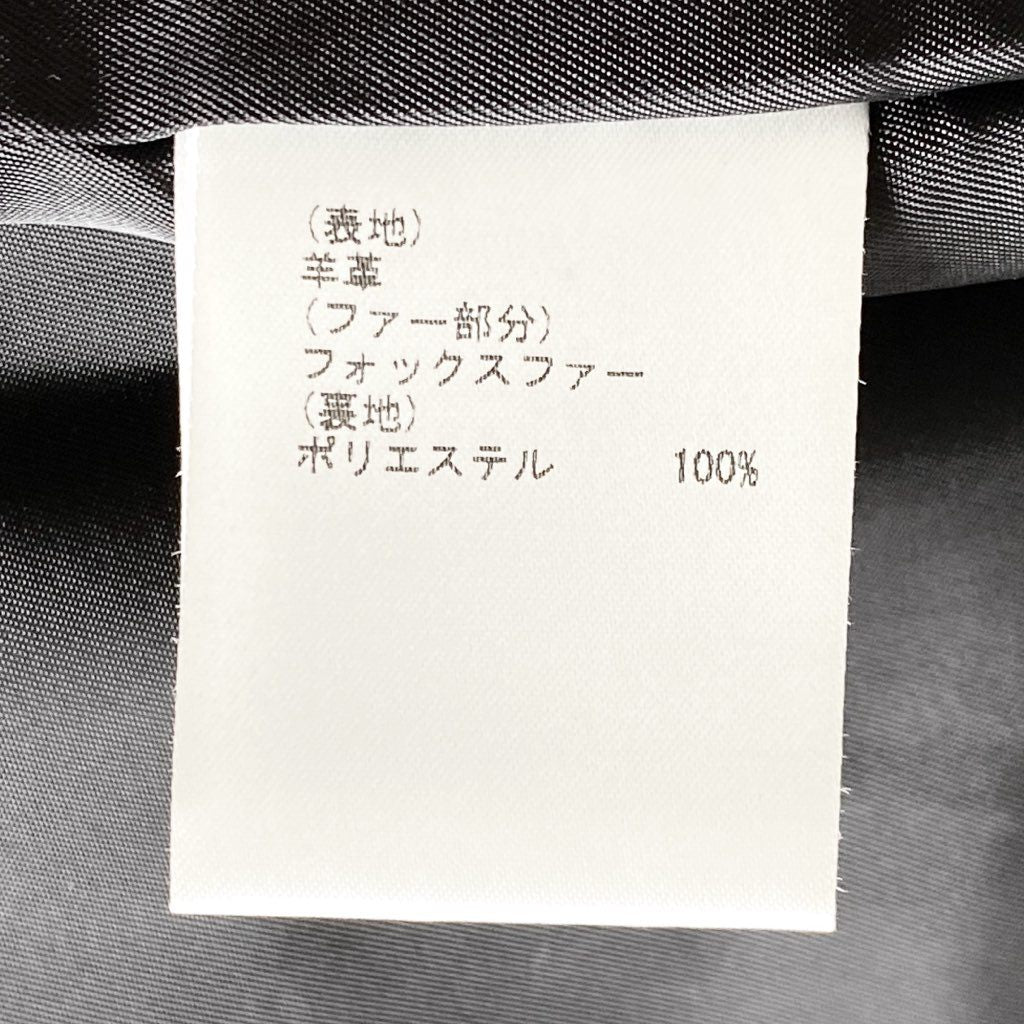 (表地)
羊革
(ファー部分)
フォックスファー
(裏地)
ポリエステル 100%